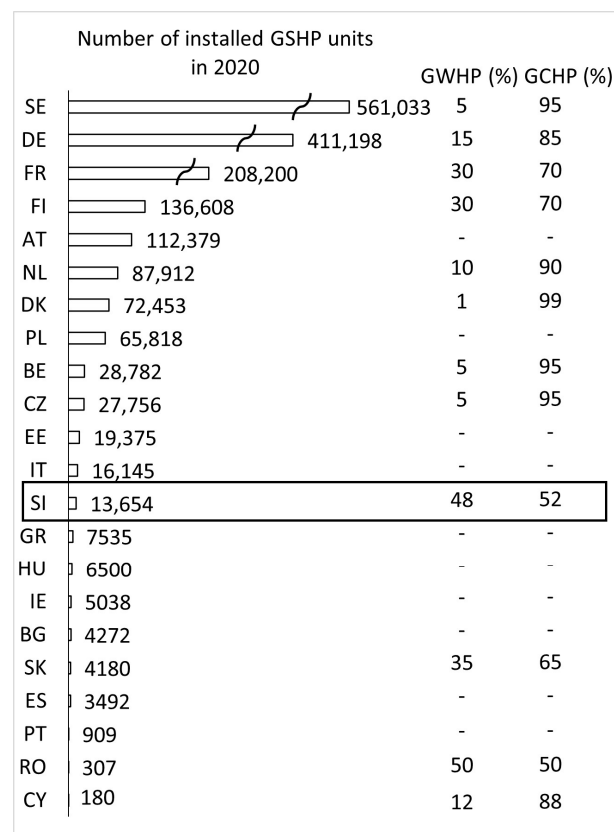 Number of installed GSHP units
in 2020
GWHP (%) GCHP (%)
SE 561,033 5 95
DE 411,198 15 85
FR 208,200 30 70
FI 136,608 30 70
AT 112,379 - -
NL 87,912 10 90
DK 72,453 1 99
PL 65,818 - -
BE 28,782 5 95
CZ 27,756 5 95
EE 19,375 - -
IT 16,145 - -
SI 13,654 48 52
GR 7535 - -
HU 6500 - -
IE 5038 - -
BG 4272 - -
SK 4180 35 65
ES 3492 - -
PT 909 - -
RO 307 50 50
CY 180 12 88